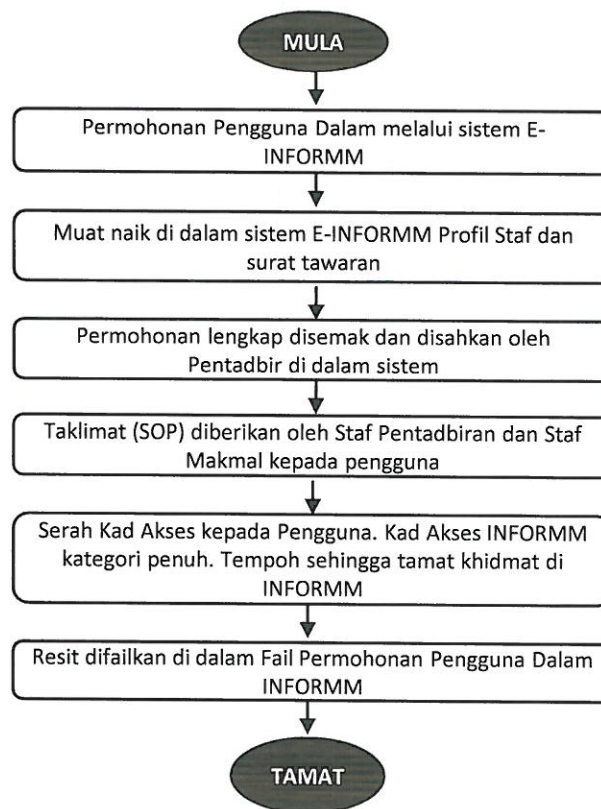 MULA
Permohonan Pengguna Dalam melalui sistem E-
INFORMM
Muat naik di dalam sistem E-INFORMM Profil Staf dan
surat tawaran
Permohonan lengkap disemak dan disahkan oleh
Pentadbir di dalam sistem
Taklimat (SOP) diberikan oleh Staf Pentadbiran dan Staf
Makmal kepada pengguna
Serah Kad Akses kepada Pengguna. Kad Akses INFORMM
kategori penuh. Tempoh sehingga tamat khidmat di
INFORMM
Resit difailkan di dalam Fail Permohonan Pengguna Dalam
INFORMM
TAMAT